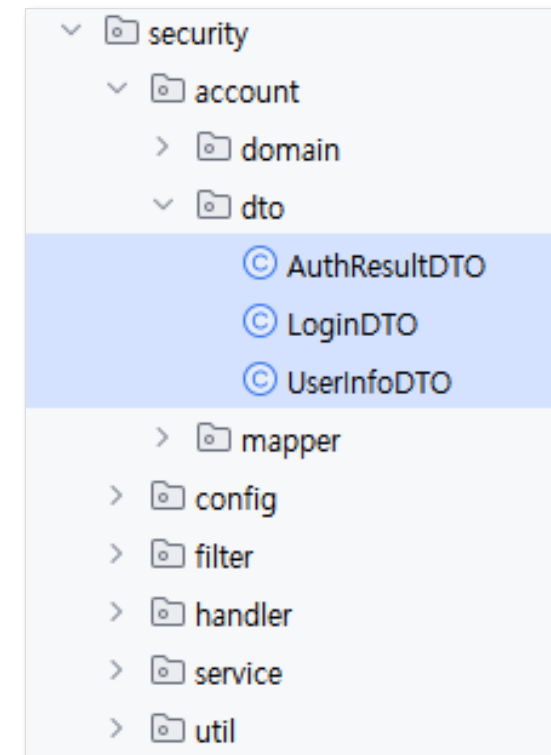 security
account
domain
dto
© AuthResultDTO
© LoginDTO
© UserInfoDTO
mapper
config
filter
handler
service
util